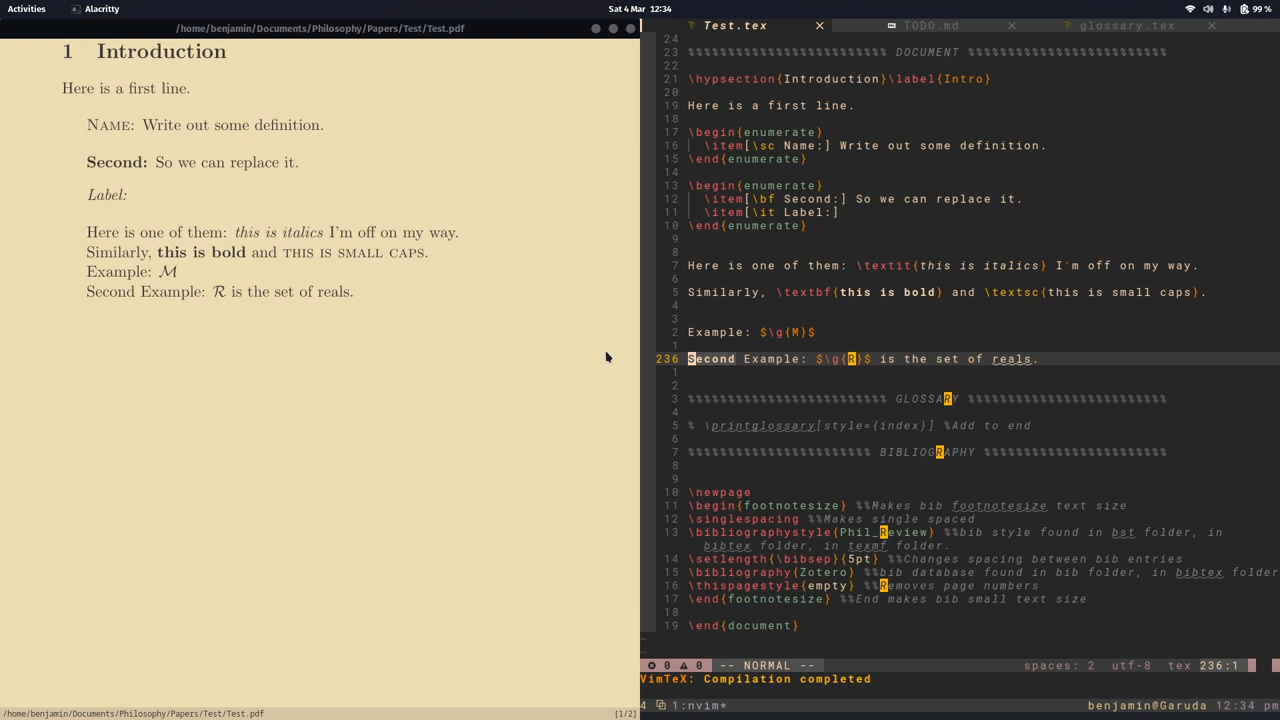 Activities Alacritty Sat 4 Mar 12:34 99 %
/home/benjamin/Documents/Philosophy/Papers/Test/Test.pdf
1 Introduction
Here is a first line.
NAME: Write out some definition.
Second: So we can replace it.
Label:
Here is one of them: this is italics I'm off on my way.
Similarly, this is bold and THIS IS SMALL CAPS.
Example: ℳ
Second Example: ℛ is the set of reals.
/home/benjamin/Documents/Philosophy/Papers/Test/Test.pdf [1/2]
Test.tex TODO.md glossary.tex
24
23 %%%%%%%%%%%%%%%%%%%%%%%%% DOCUMENT %%%%%%%%%%%%%%%%%%%%%%%%%
22
21 \hypsection{Introduction}\label{Intro}
20
19 Here is a first line.
18
17 \begin{enumerate}
16 \item[\sc Name:] Write out some definition.
15 \end{enumerate}
14
13 \begin{enumerate}
12 \item[\bf Second:] So we can replace it.
11 \item[\it Label:]
10 \end{enumerate}
9
8
7 Here is one of them: \textit{this is italics} I'm off on my way.
6
5 Similarly, \textbf{this is bold} and \textsc{this is small caps}.
4
3
2 Example: $\g{M}$
1
236 Second Example: $\g{R}$ is the set of reals.
1
2
3 %%%%%%%%%%%%%%%%%%%%%%%%% GLOSSARY %%%%%%%%%%%%%%%%%%%%%%%%%
4
5 % \printglossary[style={index}] %Add to end
6
7 %%%%%%%%%%%%%%%%%%%%%%% BIBLIOGRAPHY %%%%%%%%%%%%%%%%%%%%%%%
8
9
10 \newpage
11 \begin{footnotesize} %%Makes bib footnotesize text size
12 \singlespacing %%Makes single spaced
13 \bibliographystyle{Phil_Review} %%bib style found in bst folder, in
bibtex folder, in texmf folder.
14 \setlength{\bibsep}{5pt} %%Changes spacing between bib entries
15 \bibliography{Zotero} %%bib database found in bib folder, in bibtex folder
16 \thispagestyle{empty} %%Removes page numbers
17 \end{footnotesize} %%End makes bib small text size
18
19 \end{document}
~
~
0 0 -- NORMAL -- spaces: 2 utf-8 tex 236:1
VimTeX: Compilation completed
4 1:nvim* benjamin@Garuda 12:34 pm